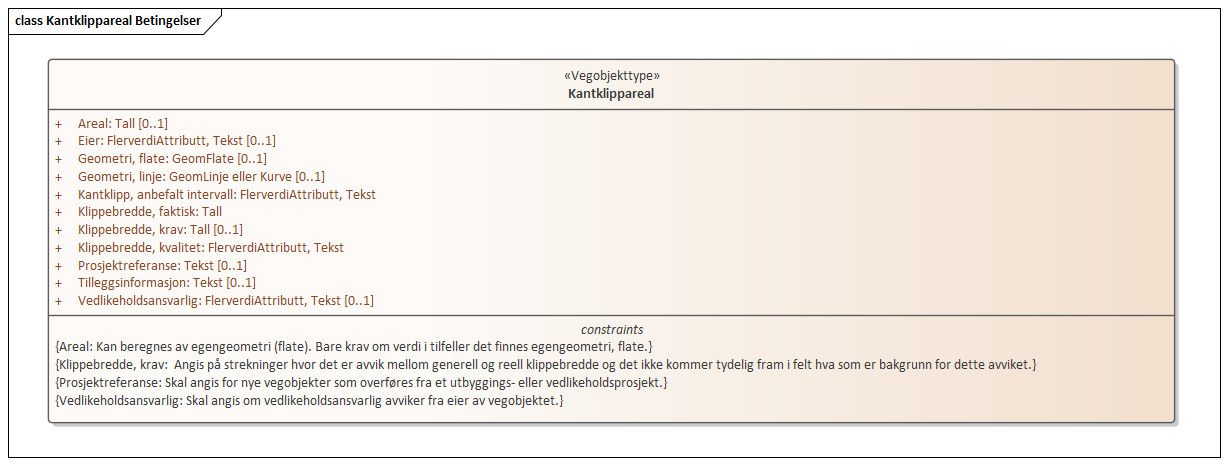 class Kantklippareal Betingelser
«Vegobjekttype»
Kantklippareal
+ Areal: Tall [0..1]
+ Eier: FlerverdiAttributt, Tekst [0..1]
+ Geometri, flate: GeomFlate [0..1]
+ Geometri, linje: GeomLinje eller Kurve [0..1]
+ Kantklipp, anbefalt intervall: FlerverdiAttributt, Tekst
+ Klippebredde, faktisk: Tall
+ Klippebredde, krav: Tall [0..1]
+ Klippebredde, kvalitet: FlerverdiAttributt, Tekst
+ Prosjektreferanse: Tekst [0..1]
+ Tilleggsinformasjon: Tekst [0..1]
+ Vedlikeholdsansvarlig: FlerverdiAttributt, Tekst [0..1]
constraints
{Areal: Kan beregnes av egengeometri (flate). Bare krav om verdi i tilfeller det finnes egengeometri, flate.}
{Klippebredde, krav:  Angis på strekninger hvor det er avvik mellom generell og reell klippebredde og det ikke kommer tydelig fram i felt hva som er bakgrunn for dette avviket.}
{Prosjektreferanse: Skal angis for nye vegobjekter som overføres fra et utbyggings- eller vedlikeholdsprosjekt.}
{Vedlikeholdsansvarlig: Skal angis om vedlikeholdsansvarlig avviker fra eier av vegobjektet.}